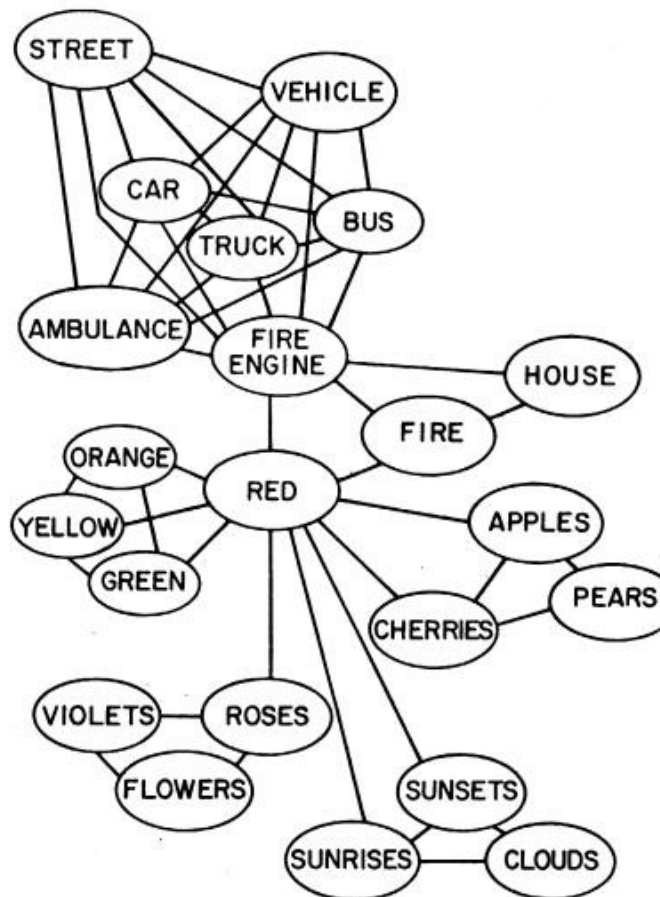 STREET
VEHICLE
CAR
TRUCK
BUS
AMBULANCE
FIRE
ENGINE
HOUSE
FIRE
ORANGE
RED
YELLOW
GREEN
APPLES
PEARS
CHERRIES
VIOLETS
ROSES
FLOWERS
SUNSETS
SUNRISES
CLOUDS